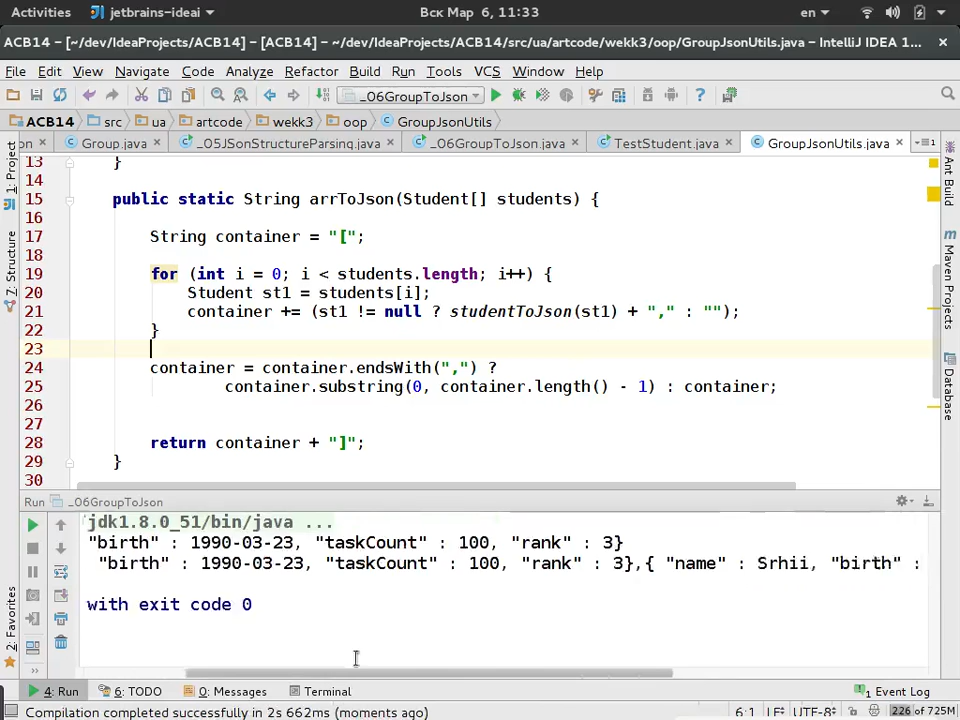 Activities jetbrains-ideai Вск Мар 6, 11:33 en
ACB14 – [~/dev/IdeaProjects/ACB14] – [ACB14] – ~/dev/IdeaProjects/ACB14/src/ua/artcode/wekk3/oop/GroupJsonUtils.java – IntelliJ IDEA 1...
File Edit View Navigate Code Analyze Refactor Build Run Tools VCS Window Help
_06GroupToJson
ACB14 src ua artcode wekk3 oop GroupJsonUtils
on Group.java _05JSonStructureParsing.java _06GroupToJson.java TestStudent.java GroupJsonUtils.java
1: Project
7: Structure
2: Favorites
Ant Build
Maven Projects
Database
13 }
14
15 public static String arrToJson(Student[] students) {
16
17 String container = "[";
18
19 for (int i = 0; i < students.length; i++) {
20 Student st1 = students[i];
21 container += (st1 != null ? studentToJson(st1) + "," : "");
22 }
23
24 container = container.endsWith(",") ?
25 container.substring(0, container.length() - 1) : container;
26
27
28 return container + "]";
29 }
30
Run _06GroupToJson
jdk1.8.0_51/bin/java ...
"birth" : 1990-03-23, "taskCount" : 100, "rank" : 3}
"birth" : 1990-03-23, "taskCount" : 100, "rank" : 3},{ "name" : Srhii, "birth" :
with exit code 0
4: Run 6: TODO 0: Messages Terminal 1 Event Log
Compilation completed successfully in 2s 662ms (moments ago) 6:1 LF UTF-8 226 of 725M